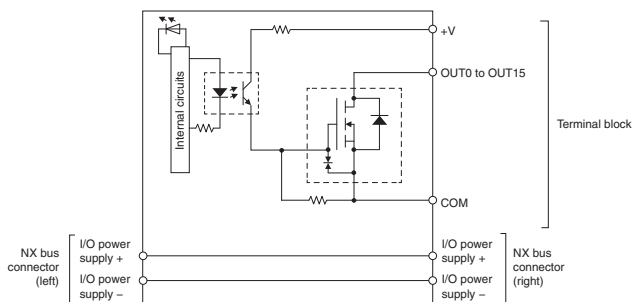 +V
OUT0 to OUT15
Internal circuits
Terminal block
COM
NX bus
connector
(left)
I/O power
supply +
I/O power
supply –
I/O power
supply +
I/O power
supply –
NX bus
connector
(right)